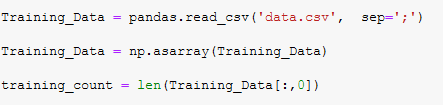 Training_Data = pandas.read_csv('data.csv',  sep=';')
Training_Data = np.asarray(Training_Data)
training_count = len(Training_Data[:,0])